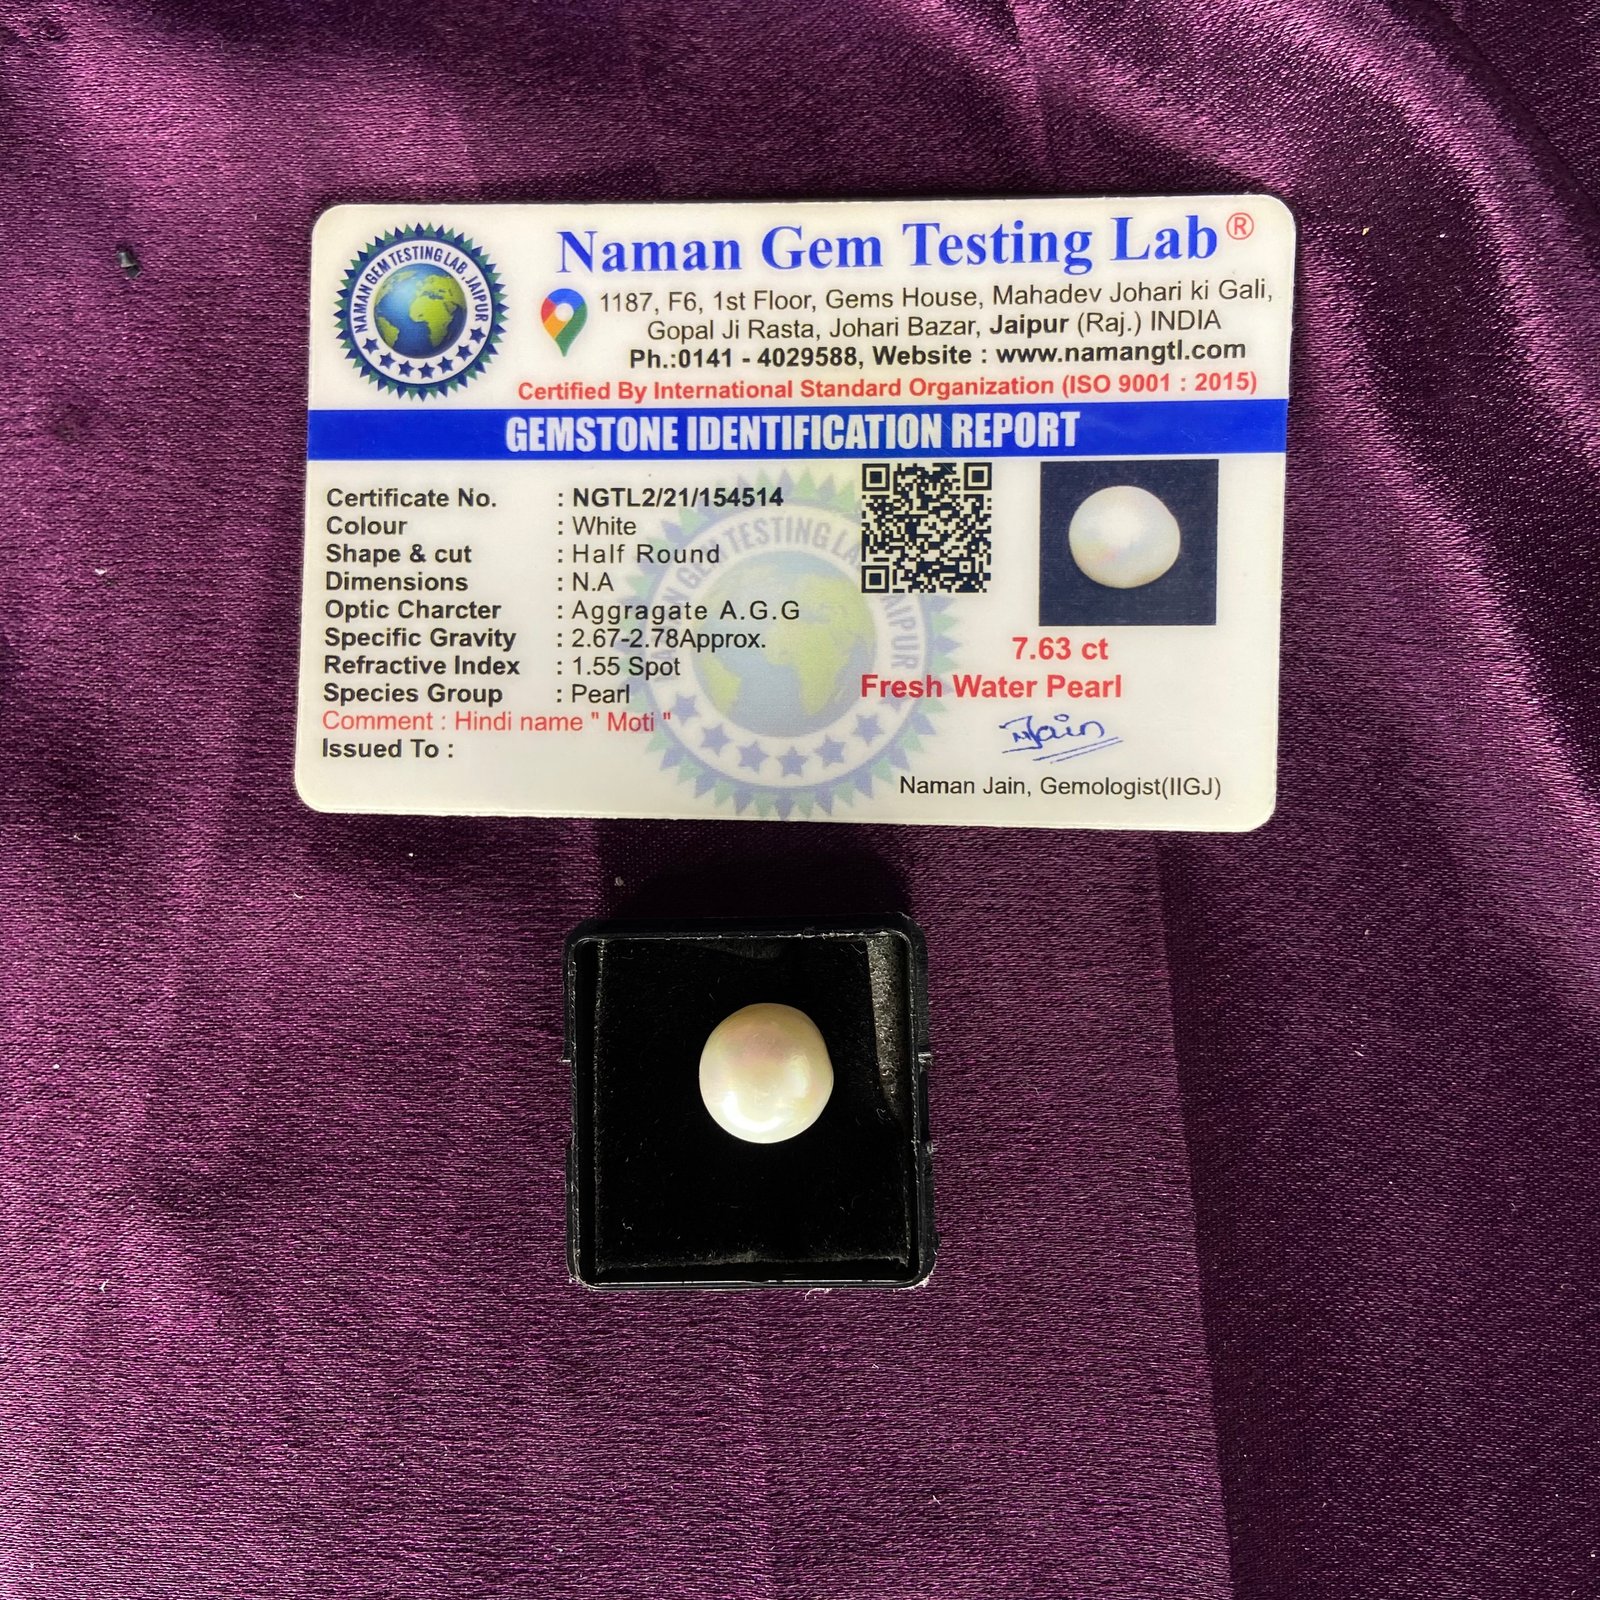 NAMAN GEM TESTING LAB, JAIPUR
Naman Gem Testing Lab®
1187, F6, 1st Floor, Gems House, Mahadev Johari ki Gali,
Gopal Ji Rasta, Johari Bazar, Jaipur (Raj.) INDIA
Ph.:0141 - 4029588, Website : www.namangtl.com
Certified By International Standard Organization (ISO 9001 : 2015)
GEMSTONE IDENTIFICATION REPORT
Certificate No. : NGTL2/21/154514
Colour : White
Shape & cut : Half Round
Dimensions : N.A
Optic Charcter : Aggragate A.G.G
Specific Gravity : 2.67-2.78Approx.
Refractive Index : 1.55 Spot
Species Group : Pearl
Comment : Hindi name " Moti "
Issued To :
7.63 ct
Fresh Water Pearl
NJain
Naman Jain, Gemologist(IIGJ)